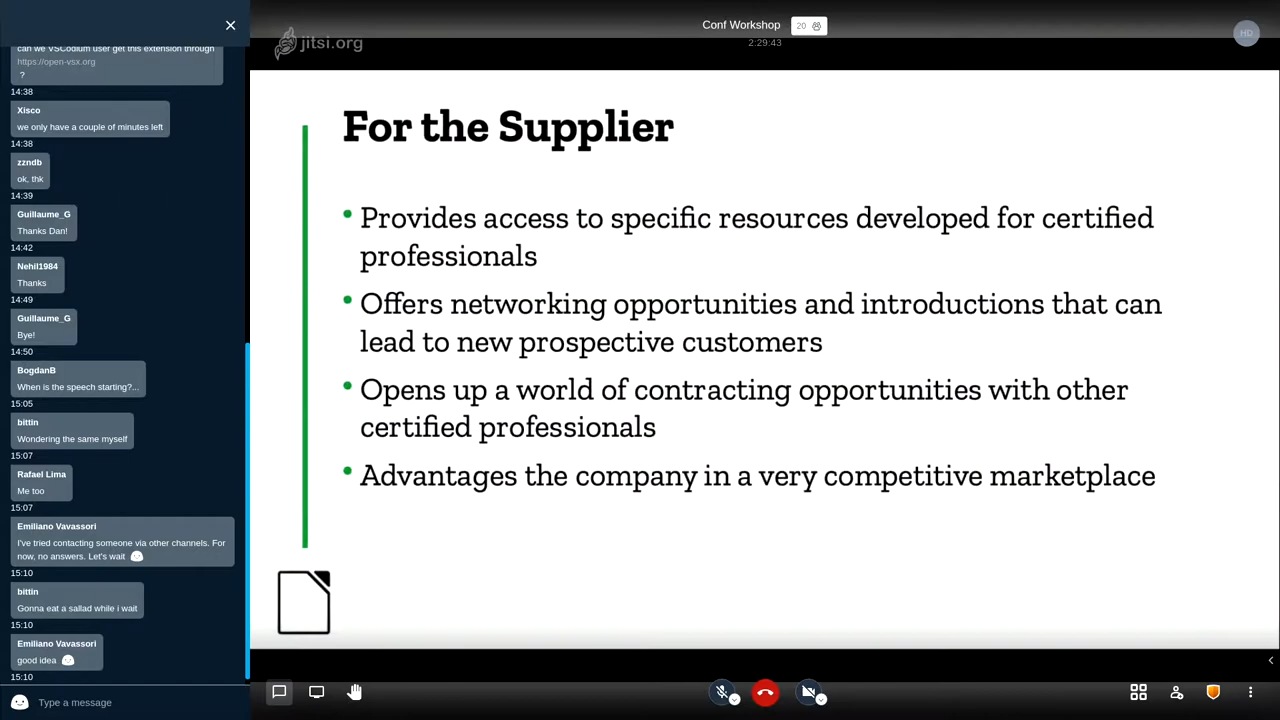 can we VSCodium user get this extension through
https://open-vsx.org
?
14:38
Xisco
we only have a couple of minutes left
14:38
zzndb
ok, thk
14:39
Guillaume_G
Thanks Dan!
14:42
Nehil1984
Thanks
14:49
Guillaume_G
Bye!
14:50
BogdanB
When is the speech starting?...
15:05
bittin
Wondering the same myself
15:07
Rafael Lima
Me too
15:07
Emiliano Vavassori
I've tried contacting someone via other channels. For
now, no answers. Let's wait
15:10
bittin
Gonna eat a sallad while i wait
15:10
Emiliano Vavassori
good idea
15:10
Type a message
jitsi.org
Conf Workshop
20
2:29:43
HD
For the Supplier
• Provides access to specific resources developed for certified
professionals
• Offers networking opportunities and introductions that can
lead to new prospective customers
• Opens up a world of contracting opportunities with other
certified professionals
• Advantages the company in a very competitive marketplace